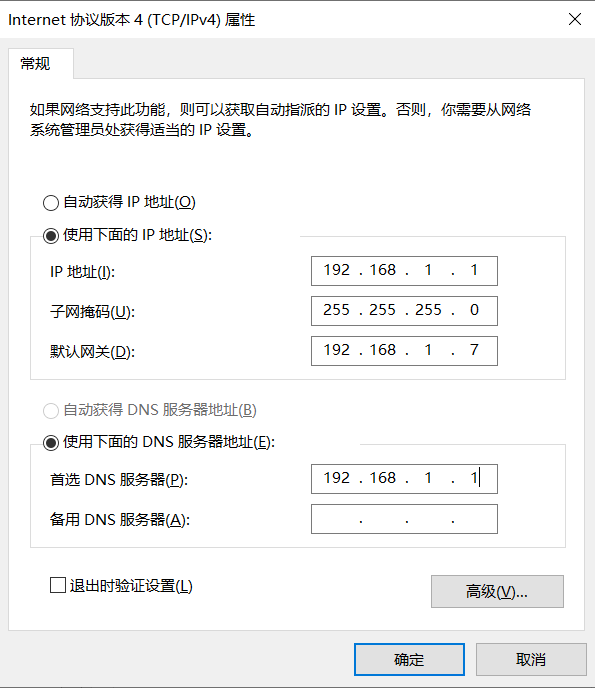 Internet 协议版本 4 (TCP/IPv4) 属性
常规
如果网络支持此功能，则可以获取自动指派的 IP 设置。否则，你需要从网络
系统管理员处获得适当的 IP 设置。
自动获得 IP 地址(O)
使用下面的 IP 地址(S):
IP 地址(I): 192 . 168 . 1 . 1
子网掩码(U): 255 . 255 . 255 . 0
默认网关(D): 192 . 168 . 1 . 7
自动获得 DNS 服务器地址(B)
使用下面的 DNS 服务器地址(E):
首选 DNS 服务器(P): 192 . 168 . 1 . 1
备用 DNS 服务器(A): . . .
退出时验证设置(L)
高级(V)...
确定 取消